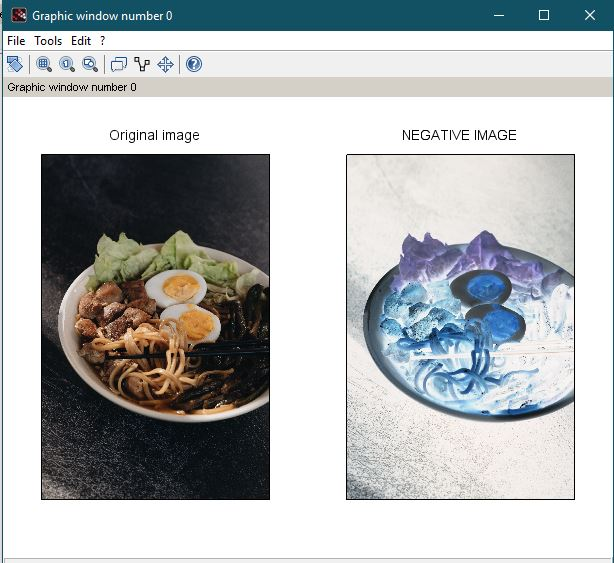 Graphic window number 0
File Tools Edit ?
Graphic window number 0
Original image
NEGATIVE IMAGE